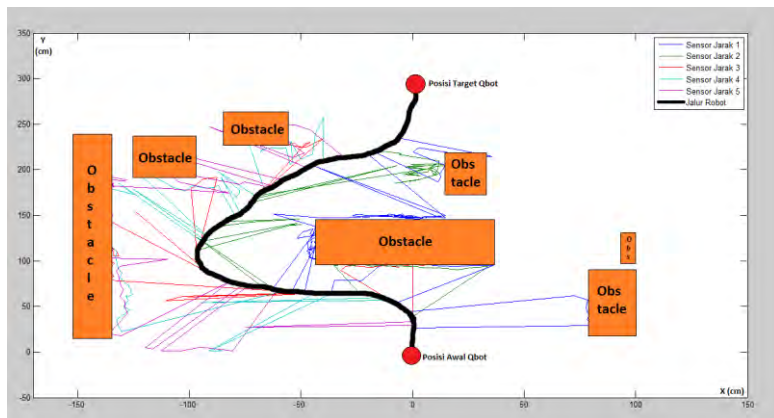 350
Y
(cm)
300
250
200
150
100
50
0
-50
-150
-100
-50
0
50
100
150
X (cm)
Sensor Jarak 1
Sensor Jarak 2
Sensor Jarak 3
Sensor Jarak 4
Sensor Jarak 5
Jalur Robot
Posisi Target Qbot
Obstacle
Obstacle
Obs
tacle
O
b
s
t
a
c
l
e
Obstacle
O
b
s
Obs
tacle
Posisi Awal Qbot